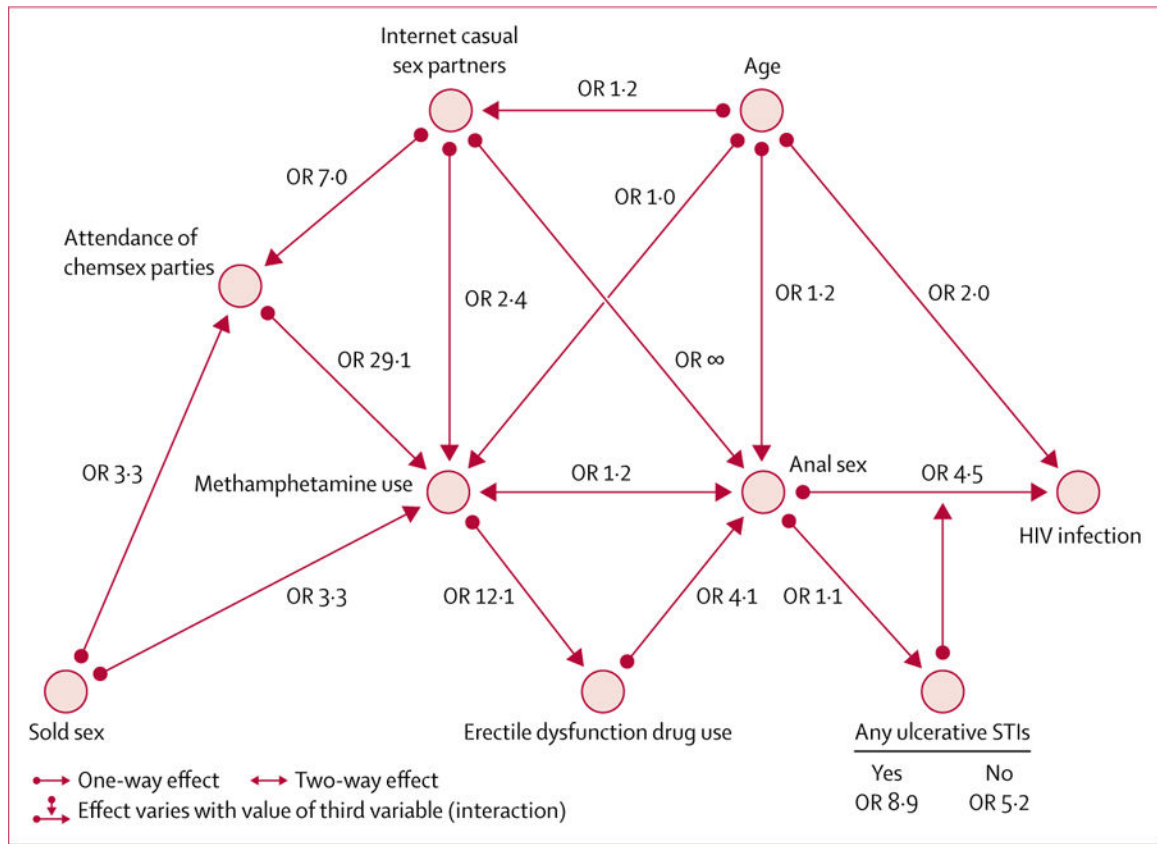 Internet casual
sex partners
Age
OR 1·2
OR 7·0
OR 1·0
Attendance of
chemsex parties
OR 2·4
OR 1·2
OR 2·0
OR 29·1
OR ∞
OR 3·3
Methamphetamine use
OR 1·2
Anal sex
OR 4·5
HIV infection
OR 3·3
OR 12·1
OR 4·1
OR 1·1
Sold sex
Erectile dysfunction drug use
Any ulcerative STIs
Yes No
OR 8·9 OR 5·2
One-way effect Two-way effect
Effect varies with value of third variable (interaction)